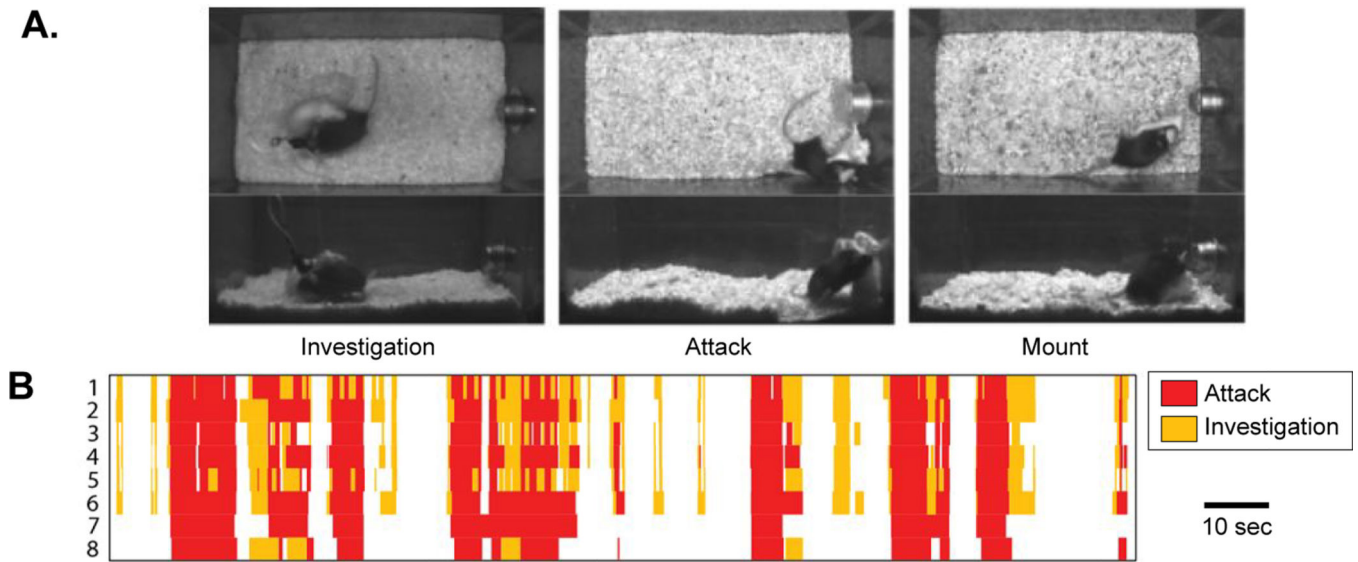 A.
Investigation Attack Mount
B
1
2
3
4
5
6
7
8
Attack
Investigation
10 sec